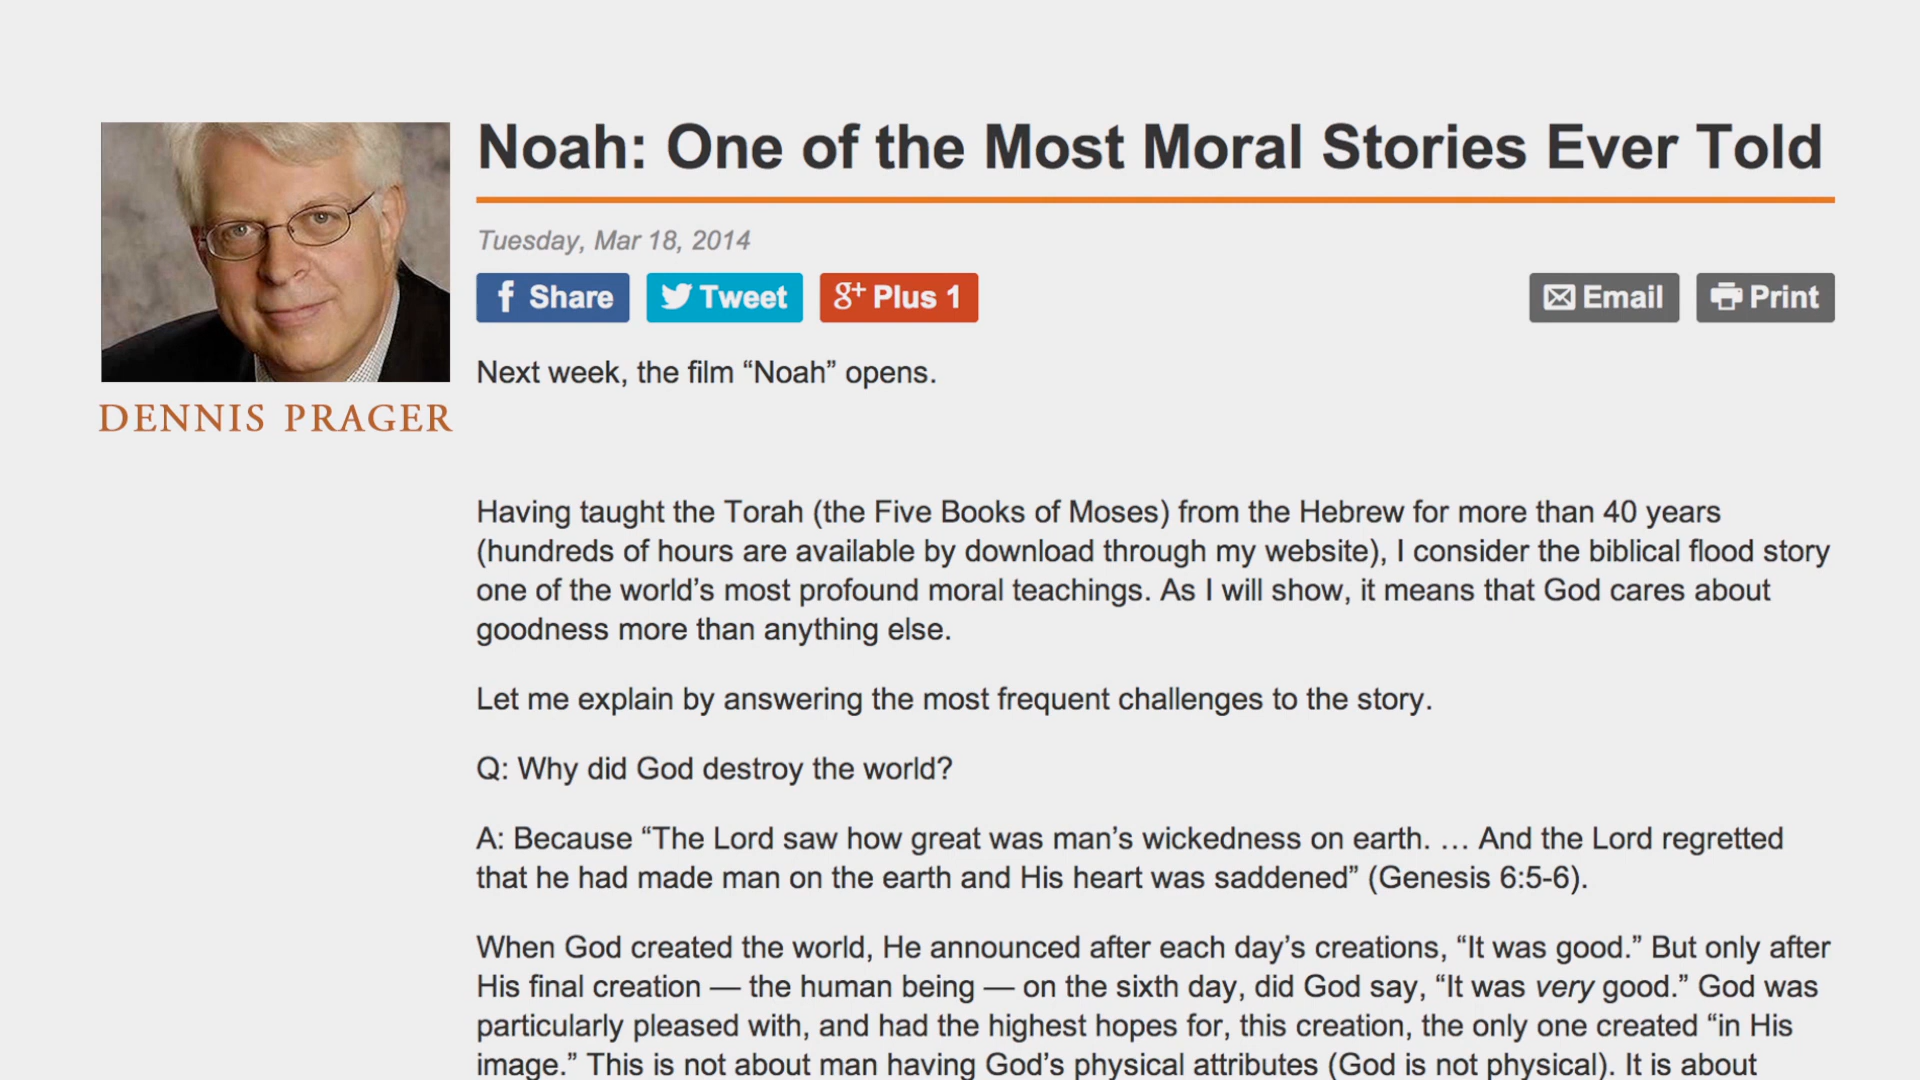 Noah: One of the Most Moral Stories Ever Told
Tuesday, Mar 18, 2014
f Share Tweet g+ Plus 1 Email Print
Next week, the film “Noah” opens.
DENNIS PRAGER
Having taught the Torah (the Five Books of Moses) from the Hebrew for more than 40 years
(hundreds of hours are available by download through my website), I consider the biblical flood story
one of the world’s most profound moral teachings. As I will show, it means that God cares about
goodness more than anything else.
Let me explain by answering the most frequent challenges to the story.
Q: Why did God destroy the world?
A: Because “The Lord saw how great was man’s wickedness on earth. … And the Lord regretted
that he had made man on the earth and His heart was saddened” (Genesis 6:5-6).
When God created the world, He announced after each day’s creations, “It was good.” But only after
His final creation — the human being — on the sixth day, did God say, “It was very good.” God was
particularly pleased with, and had the highest hopes for, this creation, the only one created “in His
image.” This is not about man having God’s physical attributes (God is not physical). It is about